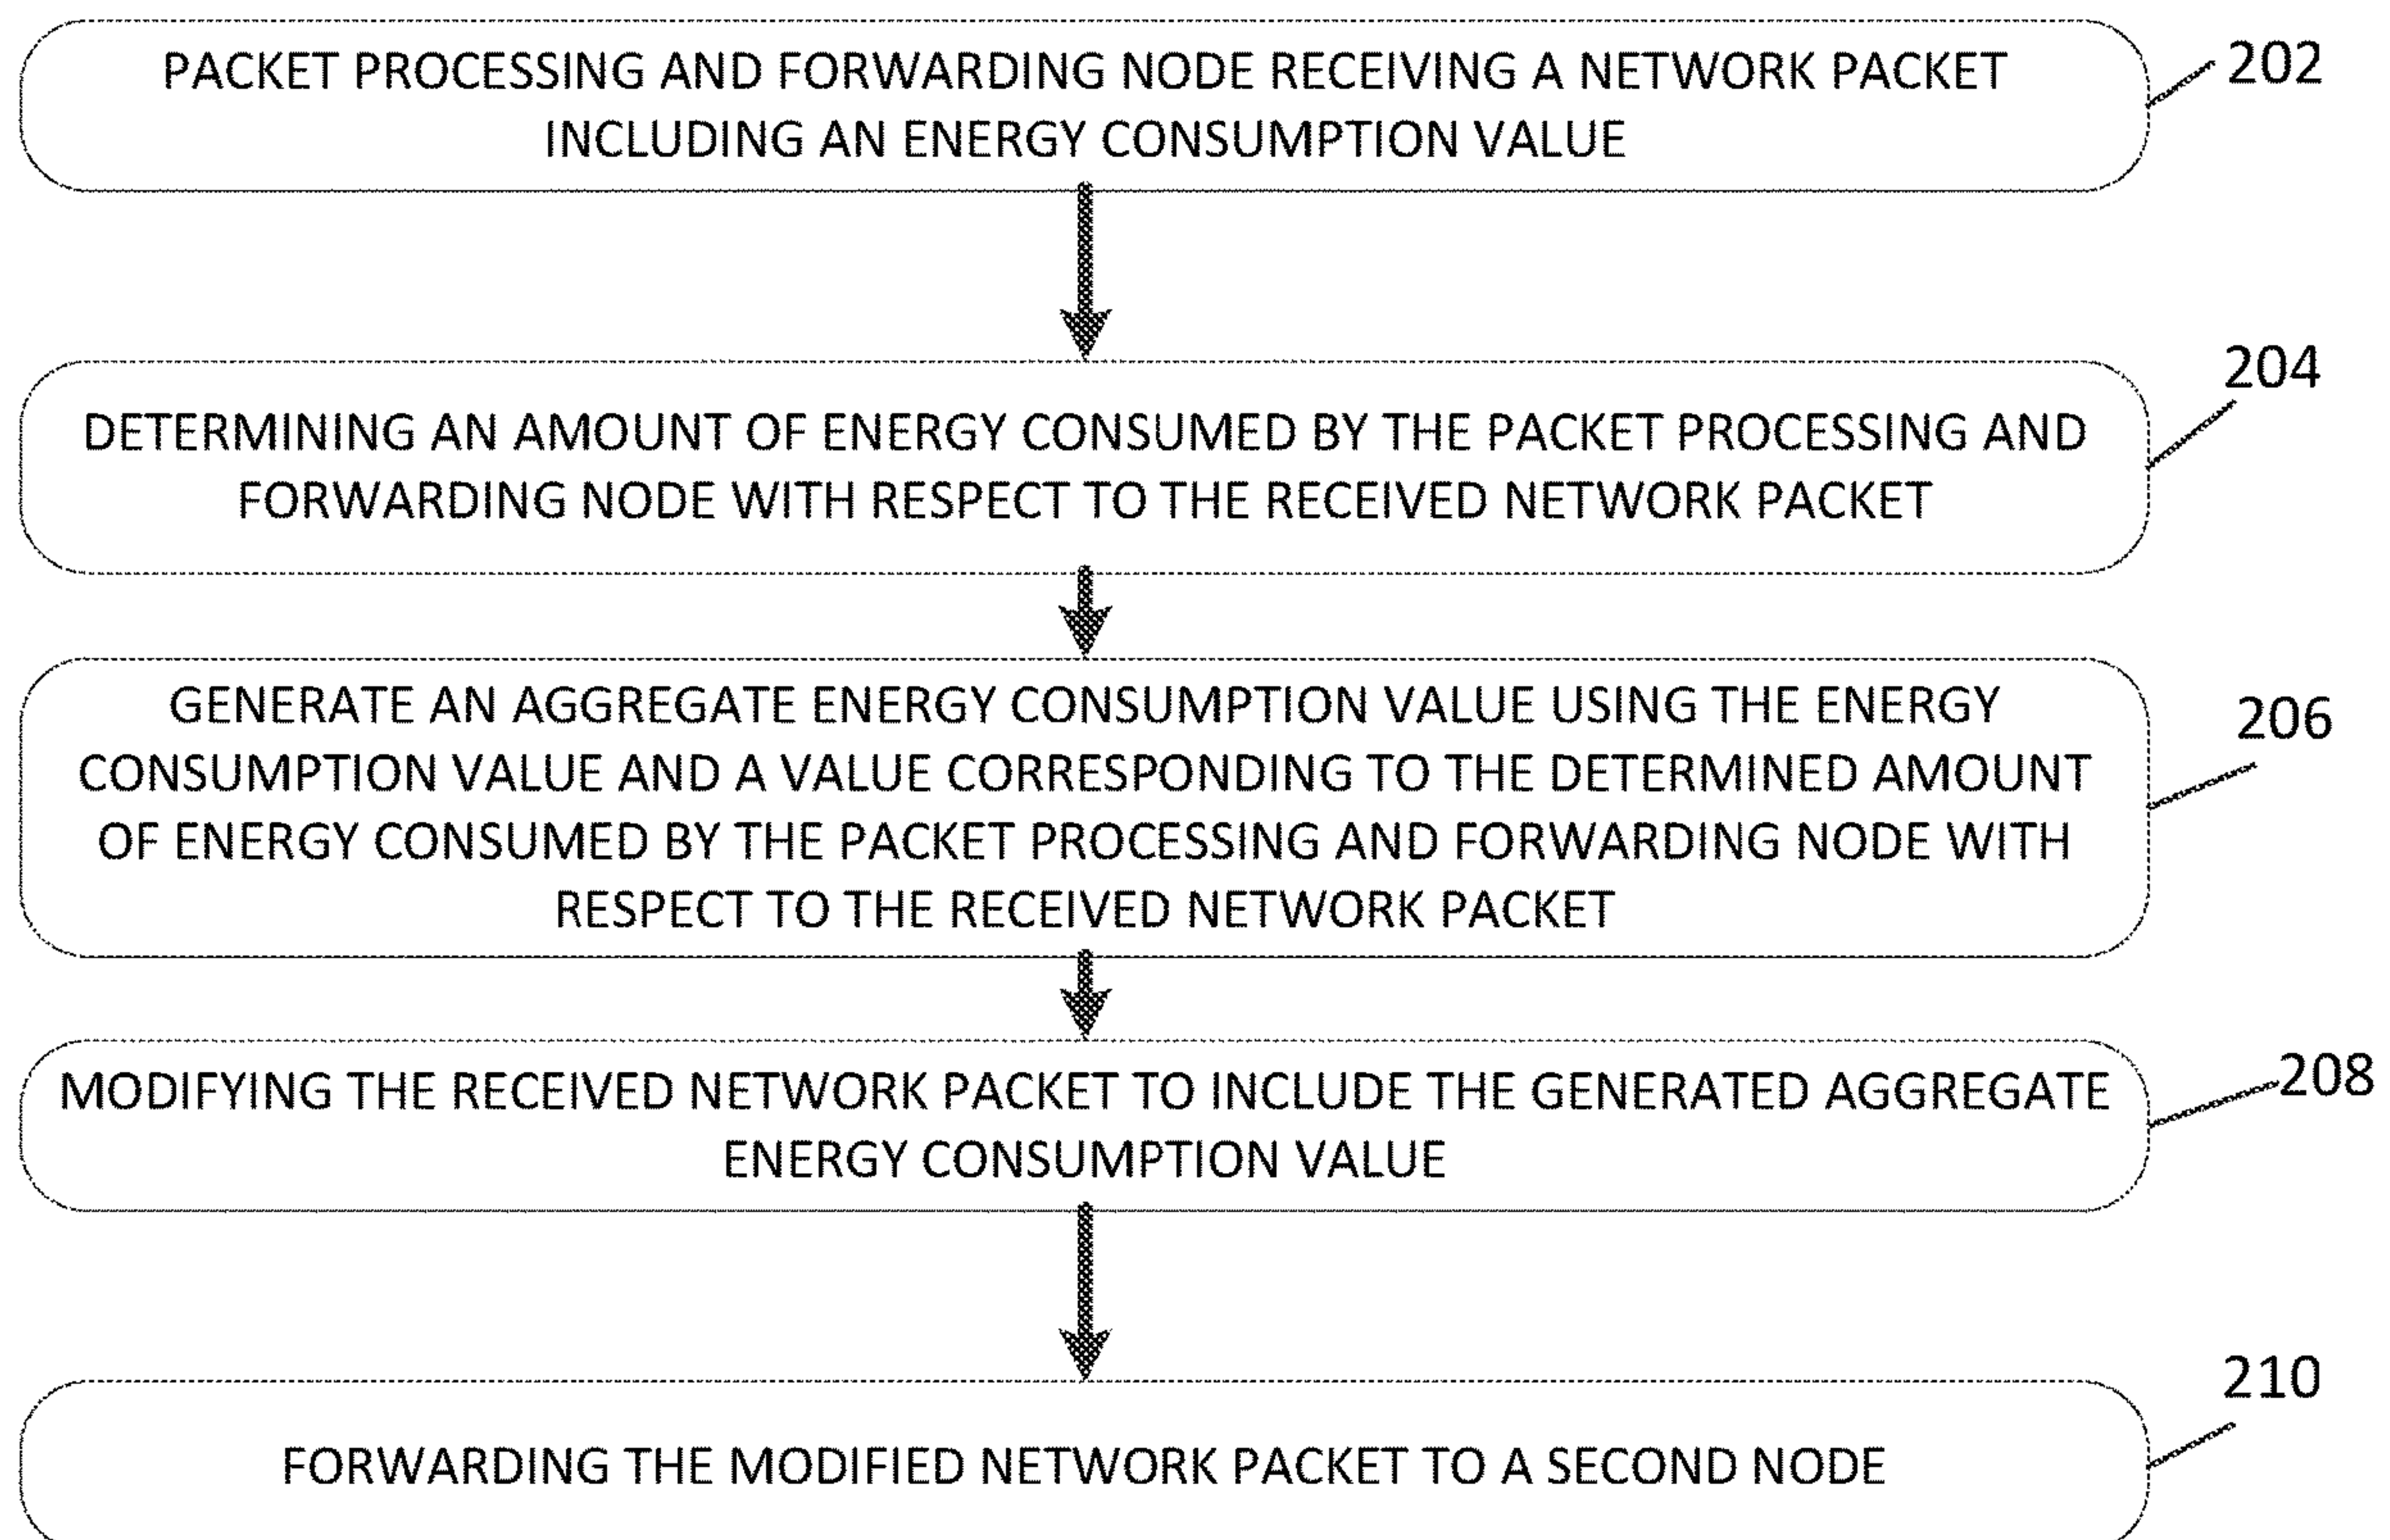 PACKET PROCESSING AND FORWARDING NODE RECEIVING A NETWORK PACKET
INCLUDING AN ENERGY CONSUMPTION VALUE
202
204
DETERMINING AN AMOUNT OF ENERGY CONSUMED BY THE PACKET PROCESSING AND
FORWARDING NODE WITH RESPECT TO THE RECEIVED NETWORK PACKET
GENERATE AN AGGREGATE ENERGY CONSUMPTION VALUE USING THE ENERGY
206
CONSUMPTION VALUE AND A VALUE CORRESPONDING TO THE DETERMINED AMOUNT
OF ENERGY CONSUMED BY THE PACKET PROCESSING AND FORWARDING NODE WITH
RESPECT TO THE RECEIVED NETWORK PACKET
MODIFYING THE RECEIVED NETWORK PACKET TO INCLUDE THE GENERATED AGGREGATE
208
ENERGY CONSUMPTION VALUE
210
FORWARDING THE MODIFIED NETWORK PACKET TO A SECOND NODE